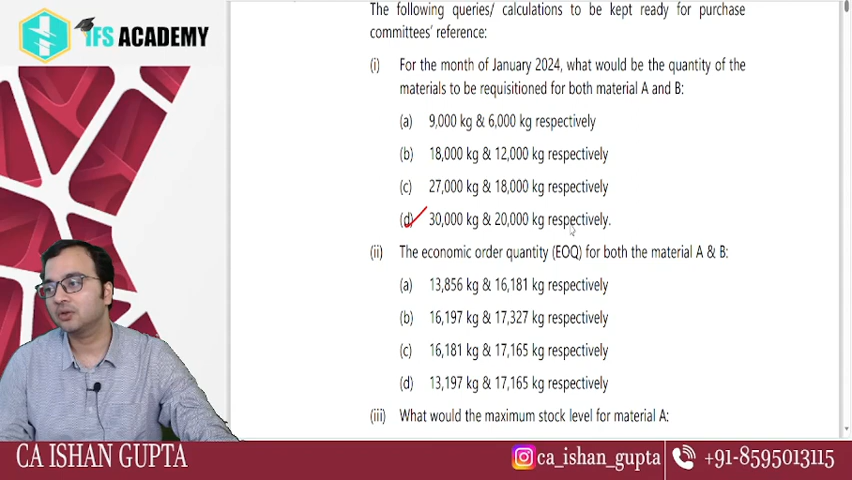 IFS ACADEMY
The following queries/ calculations to be kept ready for purchase
committees' reference:
(i) For the month of January 2024, what would be the quantity of the
materials to be requisitioned for both material A and B:
(a) 9,000 kg & 6,000 kg respectively
(b) 18,000 kg & 12,000 kg respectively
(c) 27,000 kg & 18,000 kg respectively
(d) 30,000 kg & 20,000 kg respectively.
(ii) The economic order quantity (EOQ) for both the material A & B:
(a) 13,856 kg & 16,181 kg respectively
(b) 16,197 kg & 17,327 kg respectively
(c) 16,181 kg & 17,165 kg respectively
(d) 13,197 kg & 17,165 kg respectively
(iii) What would the maximum stock level for material A:
CA ISHAN GUPTA
ca_ishan_gupta
+91-8595013115